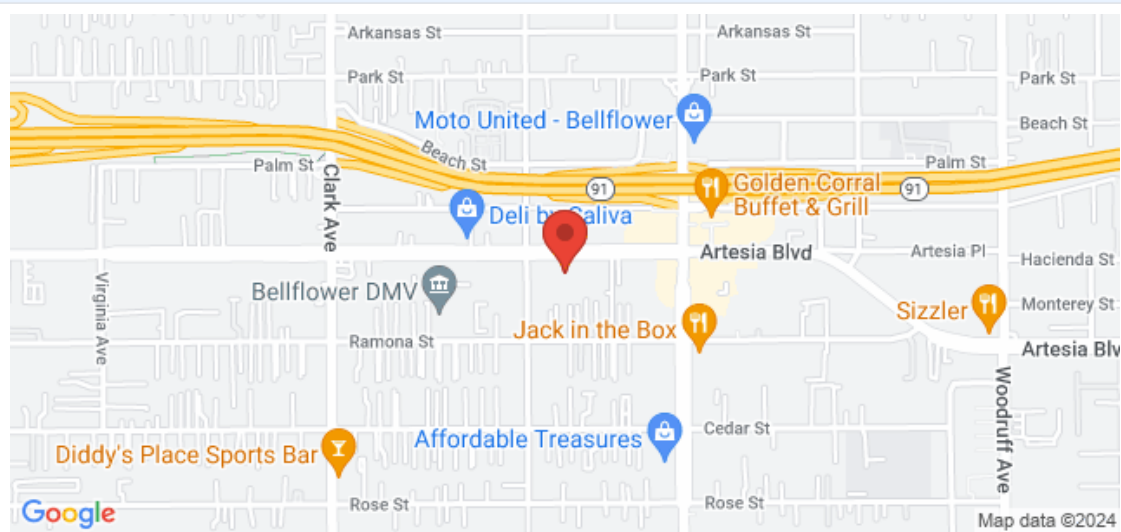 Arkansas St
Arkansas St
Park St
Park St
Park St
Moto United - Bellflower
Beach St
Beach St
Palm St
Palm St
Clark Ave
91
91
Golden Corral
Buffet & Grill
Deli by Caliva
Artesia Blvd
Artesia Pl
Hacienda St
Virginia Ave
Bellflower DMV
Monterey St
Sizzler
Jack in the Box
Ramona St
Artesia Blv
Woodruff Ave
Affordable Treasures
Cedar St
Diddy's Place Sports Bar
Rose St
Rose St
Google
Map data ©2024